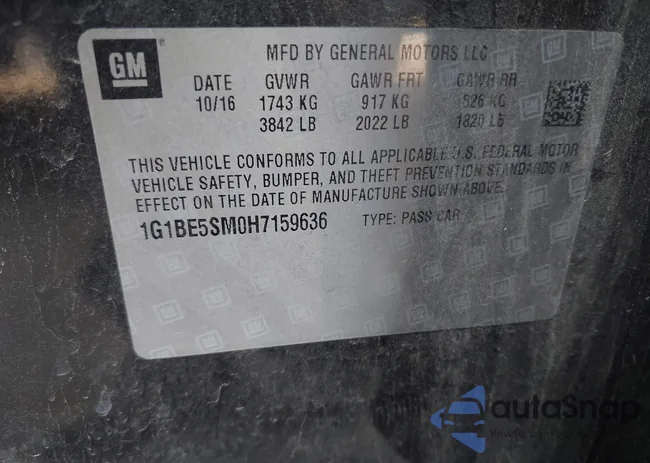 GM
MFD BY GENERAL MOTORS LLC
DATE GVWR GAWR FRT GAWR RR
10/16 1743 KG 917 KG 826 KG
3842 LB 2022 LB 1820 LB
THIS VEHICLE CONFORMS TO ALL APPLICABLE U.S. FEDERAL MOTOR
VEHICLE SAFETY, BUMPER, AND THEFT PREVENTION STANDARDS IN
EFFECT ON THE DATE OF MANUFACTURE SHOWN ABOVE.
1G1BE5SM0H7159636 TYPE: PASS CAR
autoSnap